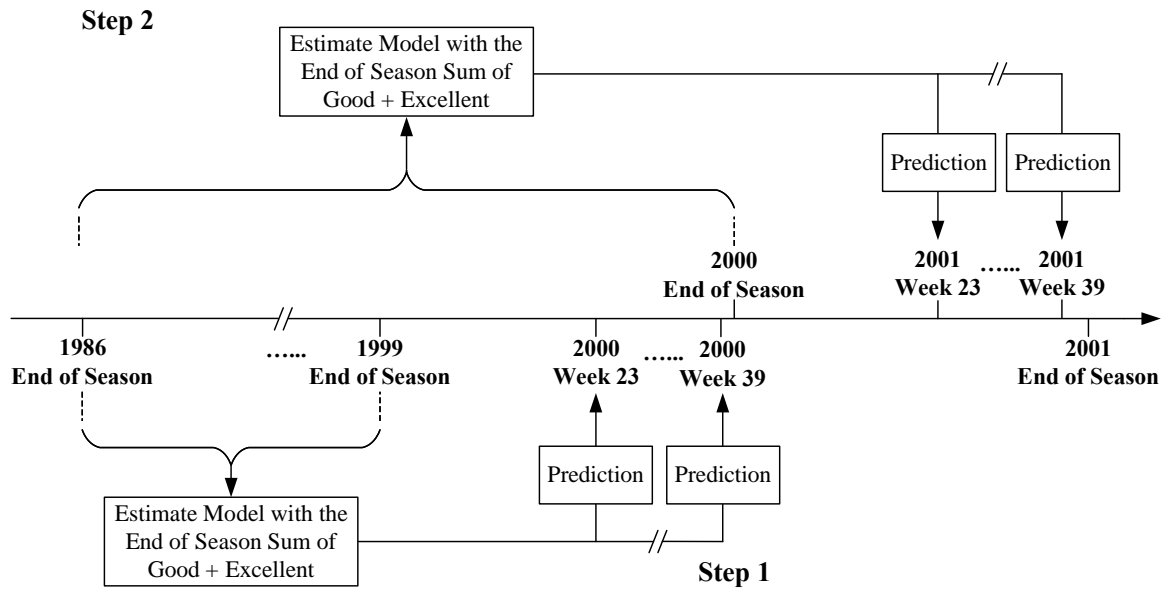 Step 2
Estimate Model with the
End of Season Sum of
Good + Excellent
Prediction
Prediction
2000
End of Season
2001
Week 23
…...
2001
Week 39
1986
End of Season
…...
1999
End of Season
2000
Week 23
…...
2000
Week 39
2001
End of Season
Prediction
Prediction
Estimate Model with the
End of Season Sum of
Good + Excellent
Step 1